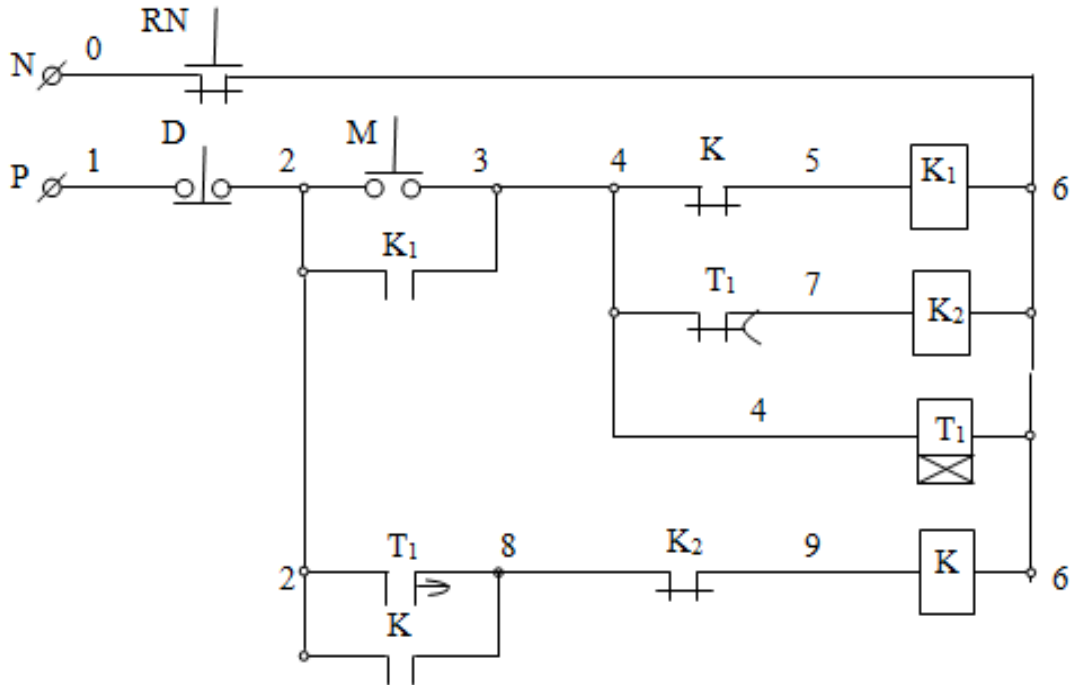 RN
N 0
D M
P 1 2 3 4 K 5 K₁ 6
K₁
T₁ 7 K₂
4 T₁
2 T₁ 8 K₂ 9 K 6
K